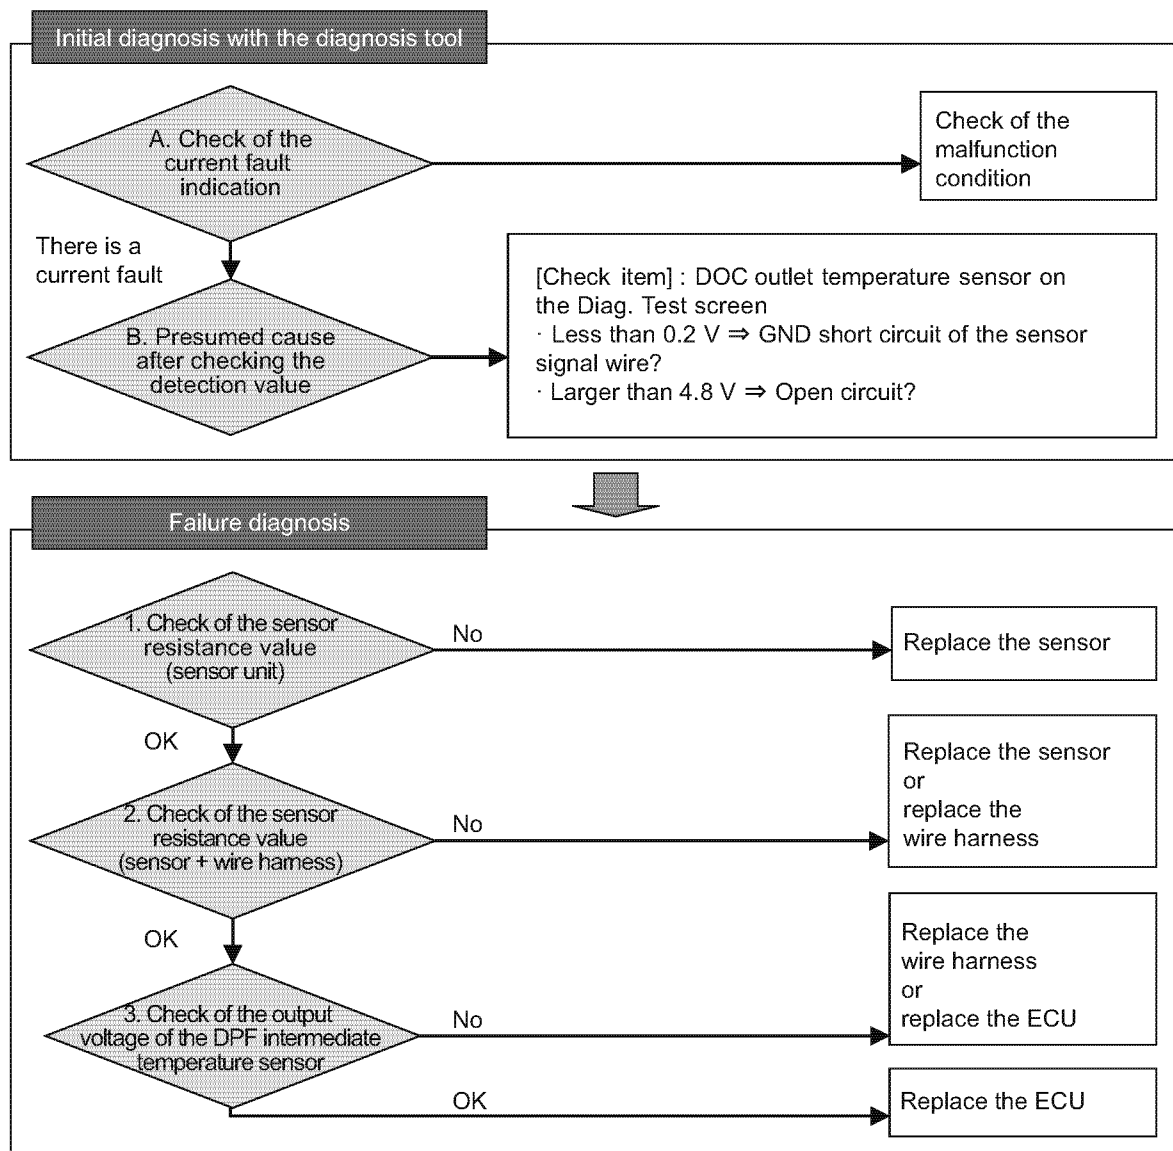 Initial diagnosis with the diagnosis tool
A. Check of the
current fault
indication
Check of the
malfunction
condition
There is a
current fault
B. Presumed cause
after checking the
detection value
[Check item] : DOC outlet temperature sensor on
the Diag. Test screen
· Less than 0.2 V ⇒ GND short circuit of the sensor
signal wire?
· Larger than 4.8 V ⇒ Open circuit?
Failure diagnosis
1. Check of the sensor
resistance value
(sensor unit)
No
Replace the sensor
OK
2. Check of the sensor
resistance value
(sensor + wire harness)
No
Replace the sensor
or
replace the
wire harness
OK
3. Check of the output
voltage of the DPF intermediate
temperature sensor
No
Replace the
wire harness
or
replace the ECU
OK
Replace the ECU